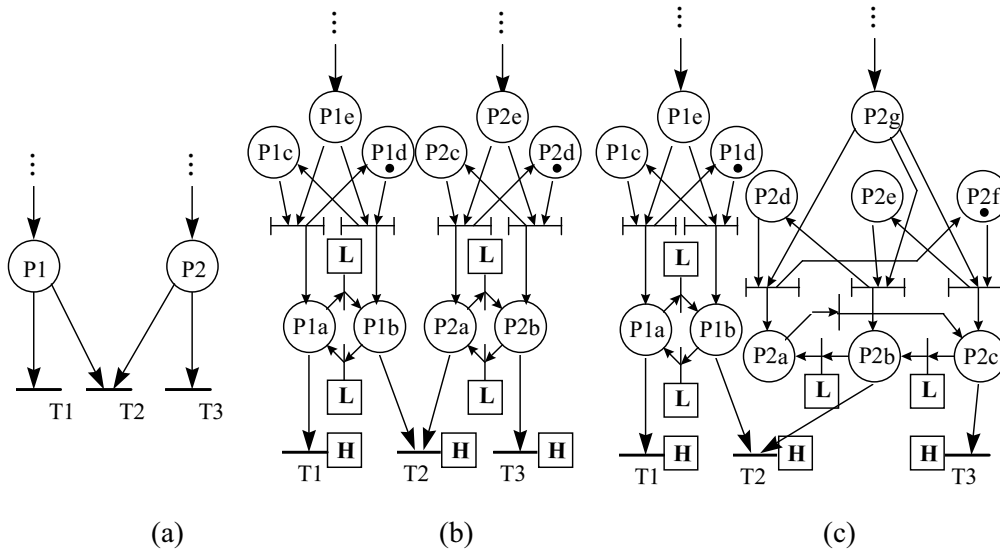 P1
P2
T1
T2
T3
(a)
P1e
P2e
P1c
P1d
P2c
P2d
L
L
P1a
P1b
P2a
P2b
L
L
T1
H
T2
H
T3
H
(b)
P1e
P2g
P1c
P1d
P2d
P2e
P2f
L
P1a
P1b
P2a
P2b
P2c
L
L
L
T1
H
T2
H
H
T3
(c)